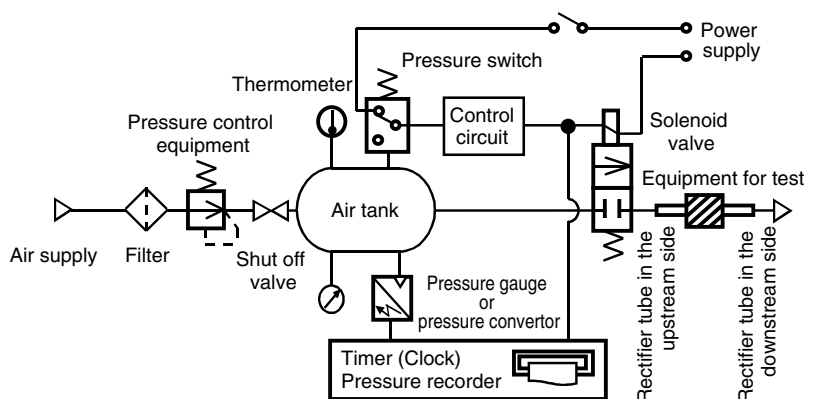 Power
supply
Pressure switch
Thermometer
Control
circuit
Solenoid
valve
Pressure control
equipment
Equipment for test
Air tank
Air supply
Filter
Shut off
valve
Pressure gauge
or
pressure convertor
Rectifier tube in the
upstream side
Rectifier tube in the
downstream side
Timer (Clock)
Pressure recorder